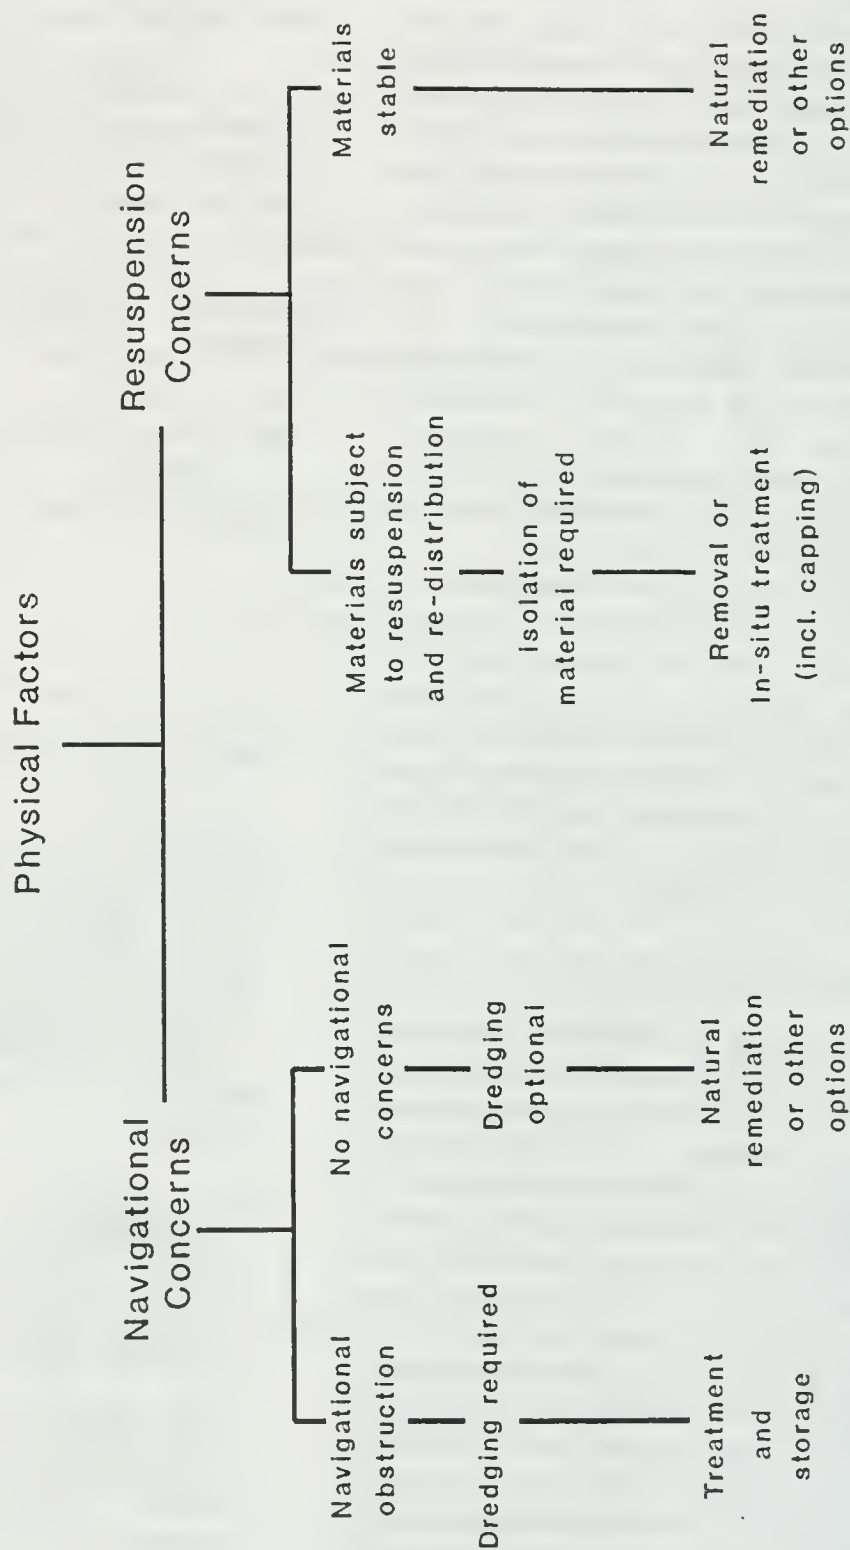 Physical Factors
Navigational
Concerns
Resuspension
Concerns
Navigational
obstruction
Dredging required
Treatment
and
storage
No navigational
concerns
Dredging
optional
Natural
remediation
or other
options
Materials subject
to resuspension
and re-distribution
isolation of
material required
Removal or
In-situ treatment
(incl. capping)
Materials
stable
Natural
remediation
or other
options